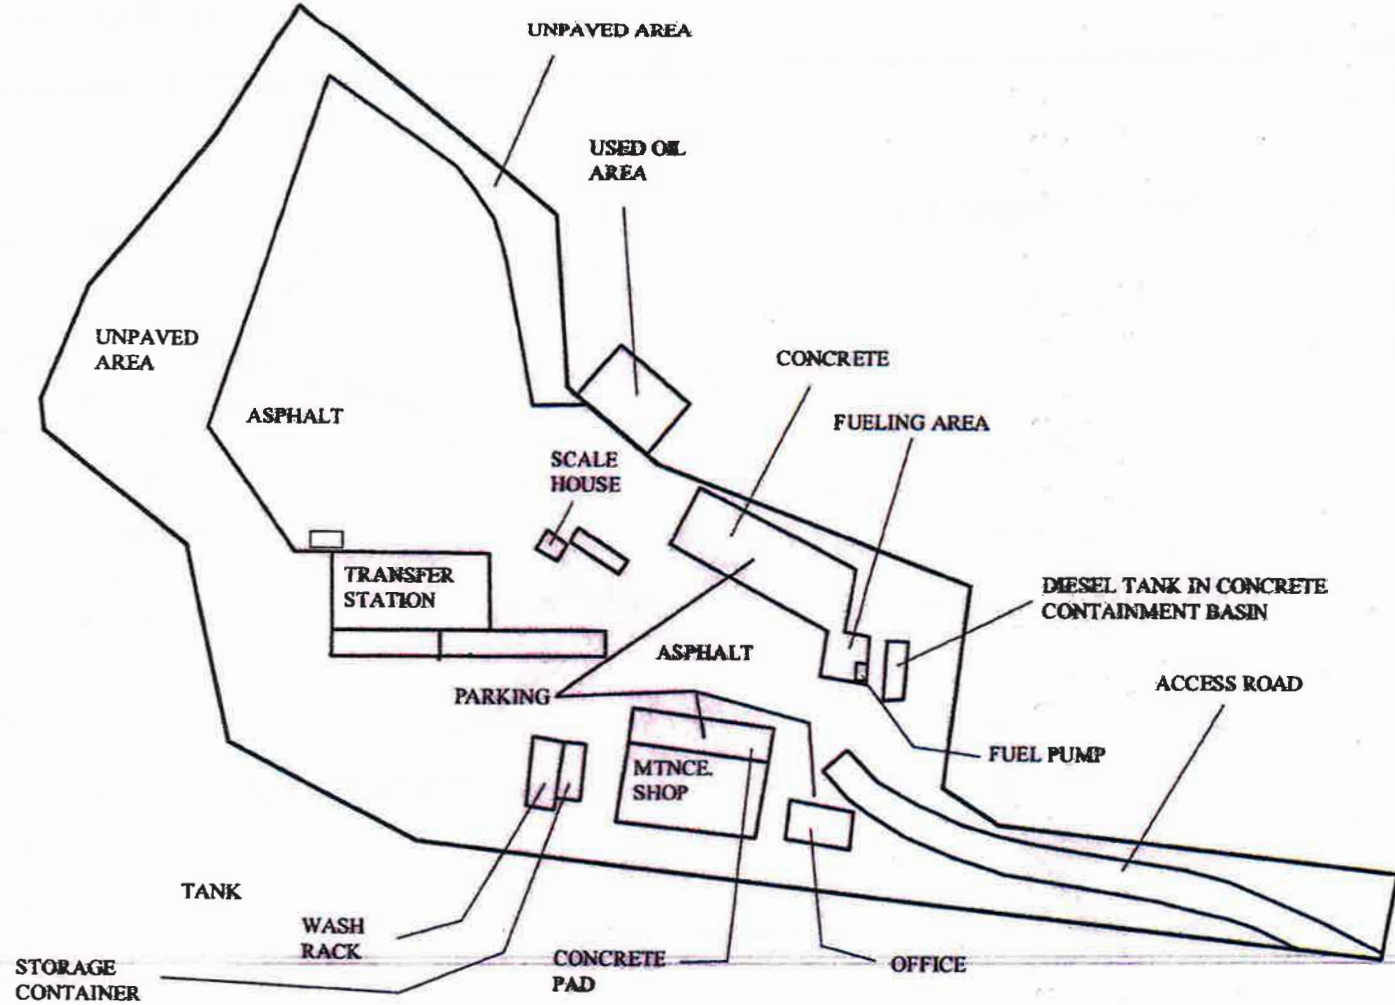 UNPAVED AREA
USED OIL
AREA
UNPAVED
AREA
CONCRETE
ASPHALT
FUELING AREA
SCALE
HOUSE
TRANSFER
STATION
DIESEL TANK IN CONCRETE
CONTAINMENT BASIN
ASPHALT
PARKING
ACCESS ROAD
FUEL PUMP
MTNCE.
SHOP
TANK
WASH
RACK
CONCRETE
PAD
OFFICE
STORAGE
CONTAINER